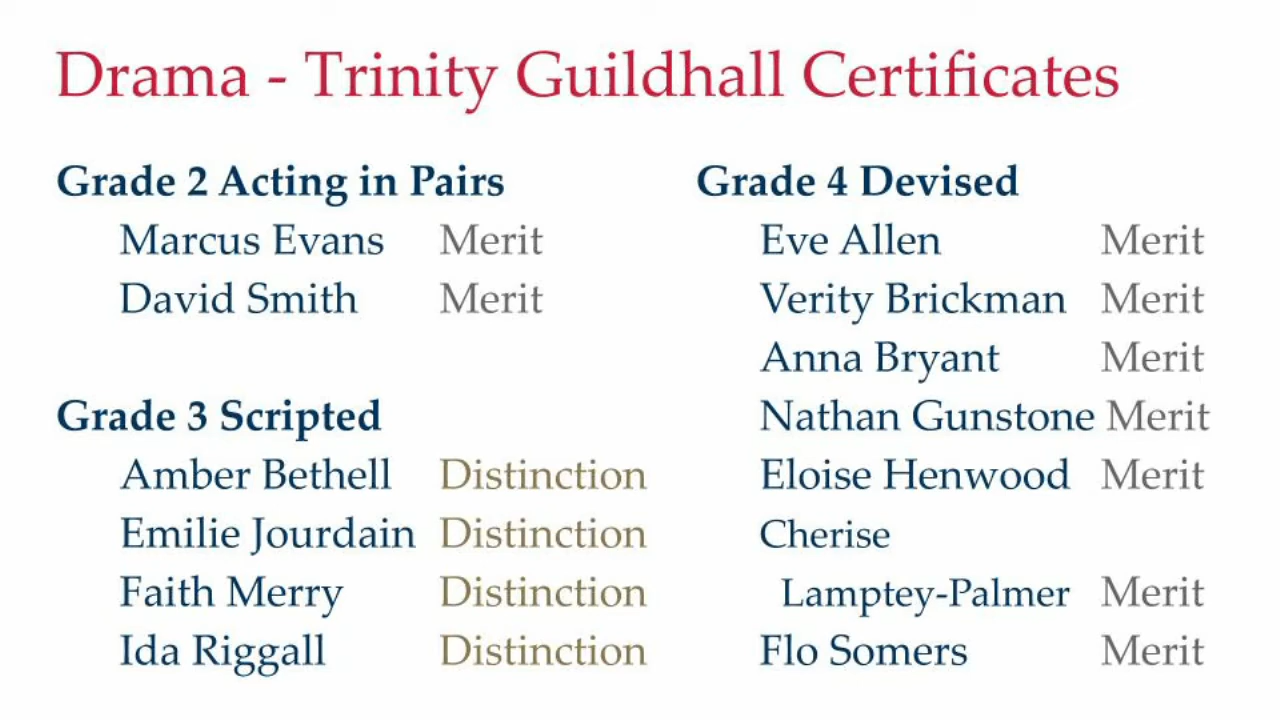 Drama - Trinity Guildhall Certificates
Grade 2 Acting in Pairs
Marcus Evans Merit
David Smith Merit
Grade 3 Scripted
Amber Bethell Distinction
Emilie Jourdain Distinction
Faith Merry Distinction
Ida Riggall Distinction
Grade 4 Devised
Eve Allen Merit
Verity Brickman Merit
Anna Bryant Merit
Nathan Gunstone Merit
Eloise Henwood Merit
Cherise
Lamptey-Palmer Merit
Flo Somers Merit